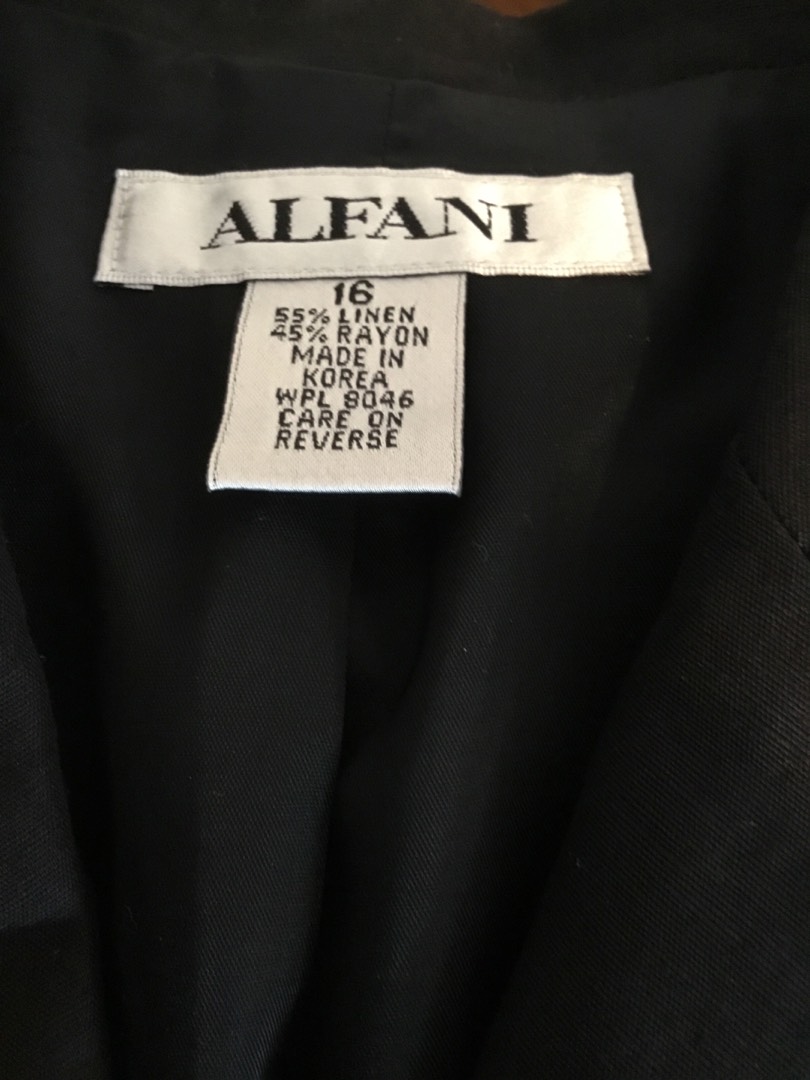 ALFANI
16
55% LINEN
45% RAYON
MADE IN
KOREA
WPL 8046
CARE ON
REVERSE